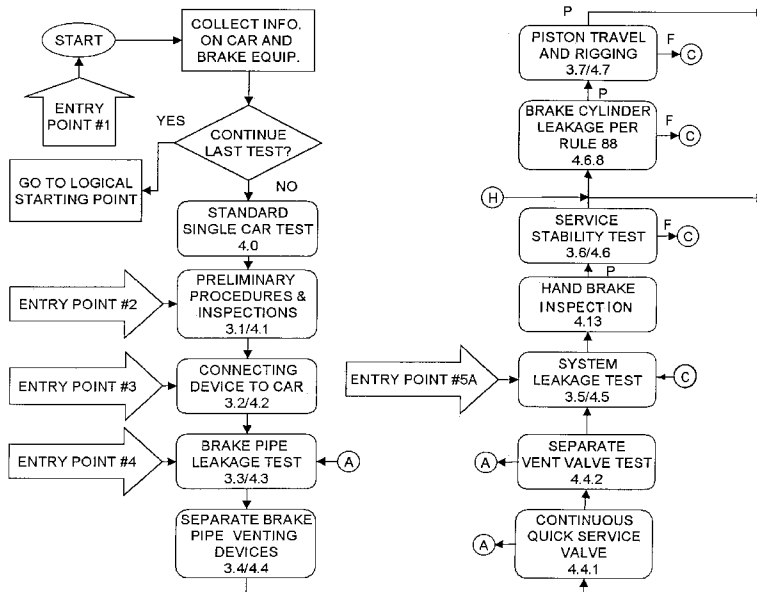 START
COLLECT INFO.
ON CAR AND
BRAKE EQUIP.
ENTRY
POINT #1
YES
CONTINUE
LAST TEST?
GO TO LOGICAL
STARTING POINT
NO
STANDARD
SINGLE CAR TEST
4.0
ENTRY POINT #2
PRELIMINARY
PROCEDURES &
INSPECTIONS
3.1/4.1
ENTRY POINT #3
CONNECTING
DEVICE TO CAR
3.2/4.2
ENTRY POINT #4
BRAKE PIPE
LEAKAGE TEST
3.3/4.3
A
SEPARATE BRAKE
PIPE VENTING
DEVICES
3.4/4.4
P
PISTON TRAVEL
AND RIGGING
3.7/4.7
F
C
P
BRAKE CYLINDER
LEAKAGE PER
RULE 88
4.6.8
F
C
H
SERVICE
STABILITY TEST
3.6/4.6
F
C
P
HAND BRAKE
INSPECTION
4.13
ENTRY POINT #5A
SYSTEM
LEAKAGE TEST
3.5/4.5
C
SEPARATE
VENT VALVE TEST
4.4.2
A
CONTINUOUS
QUICK SERVICE
VALVE
4.4.1
A